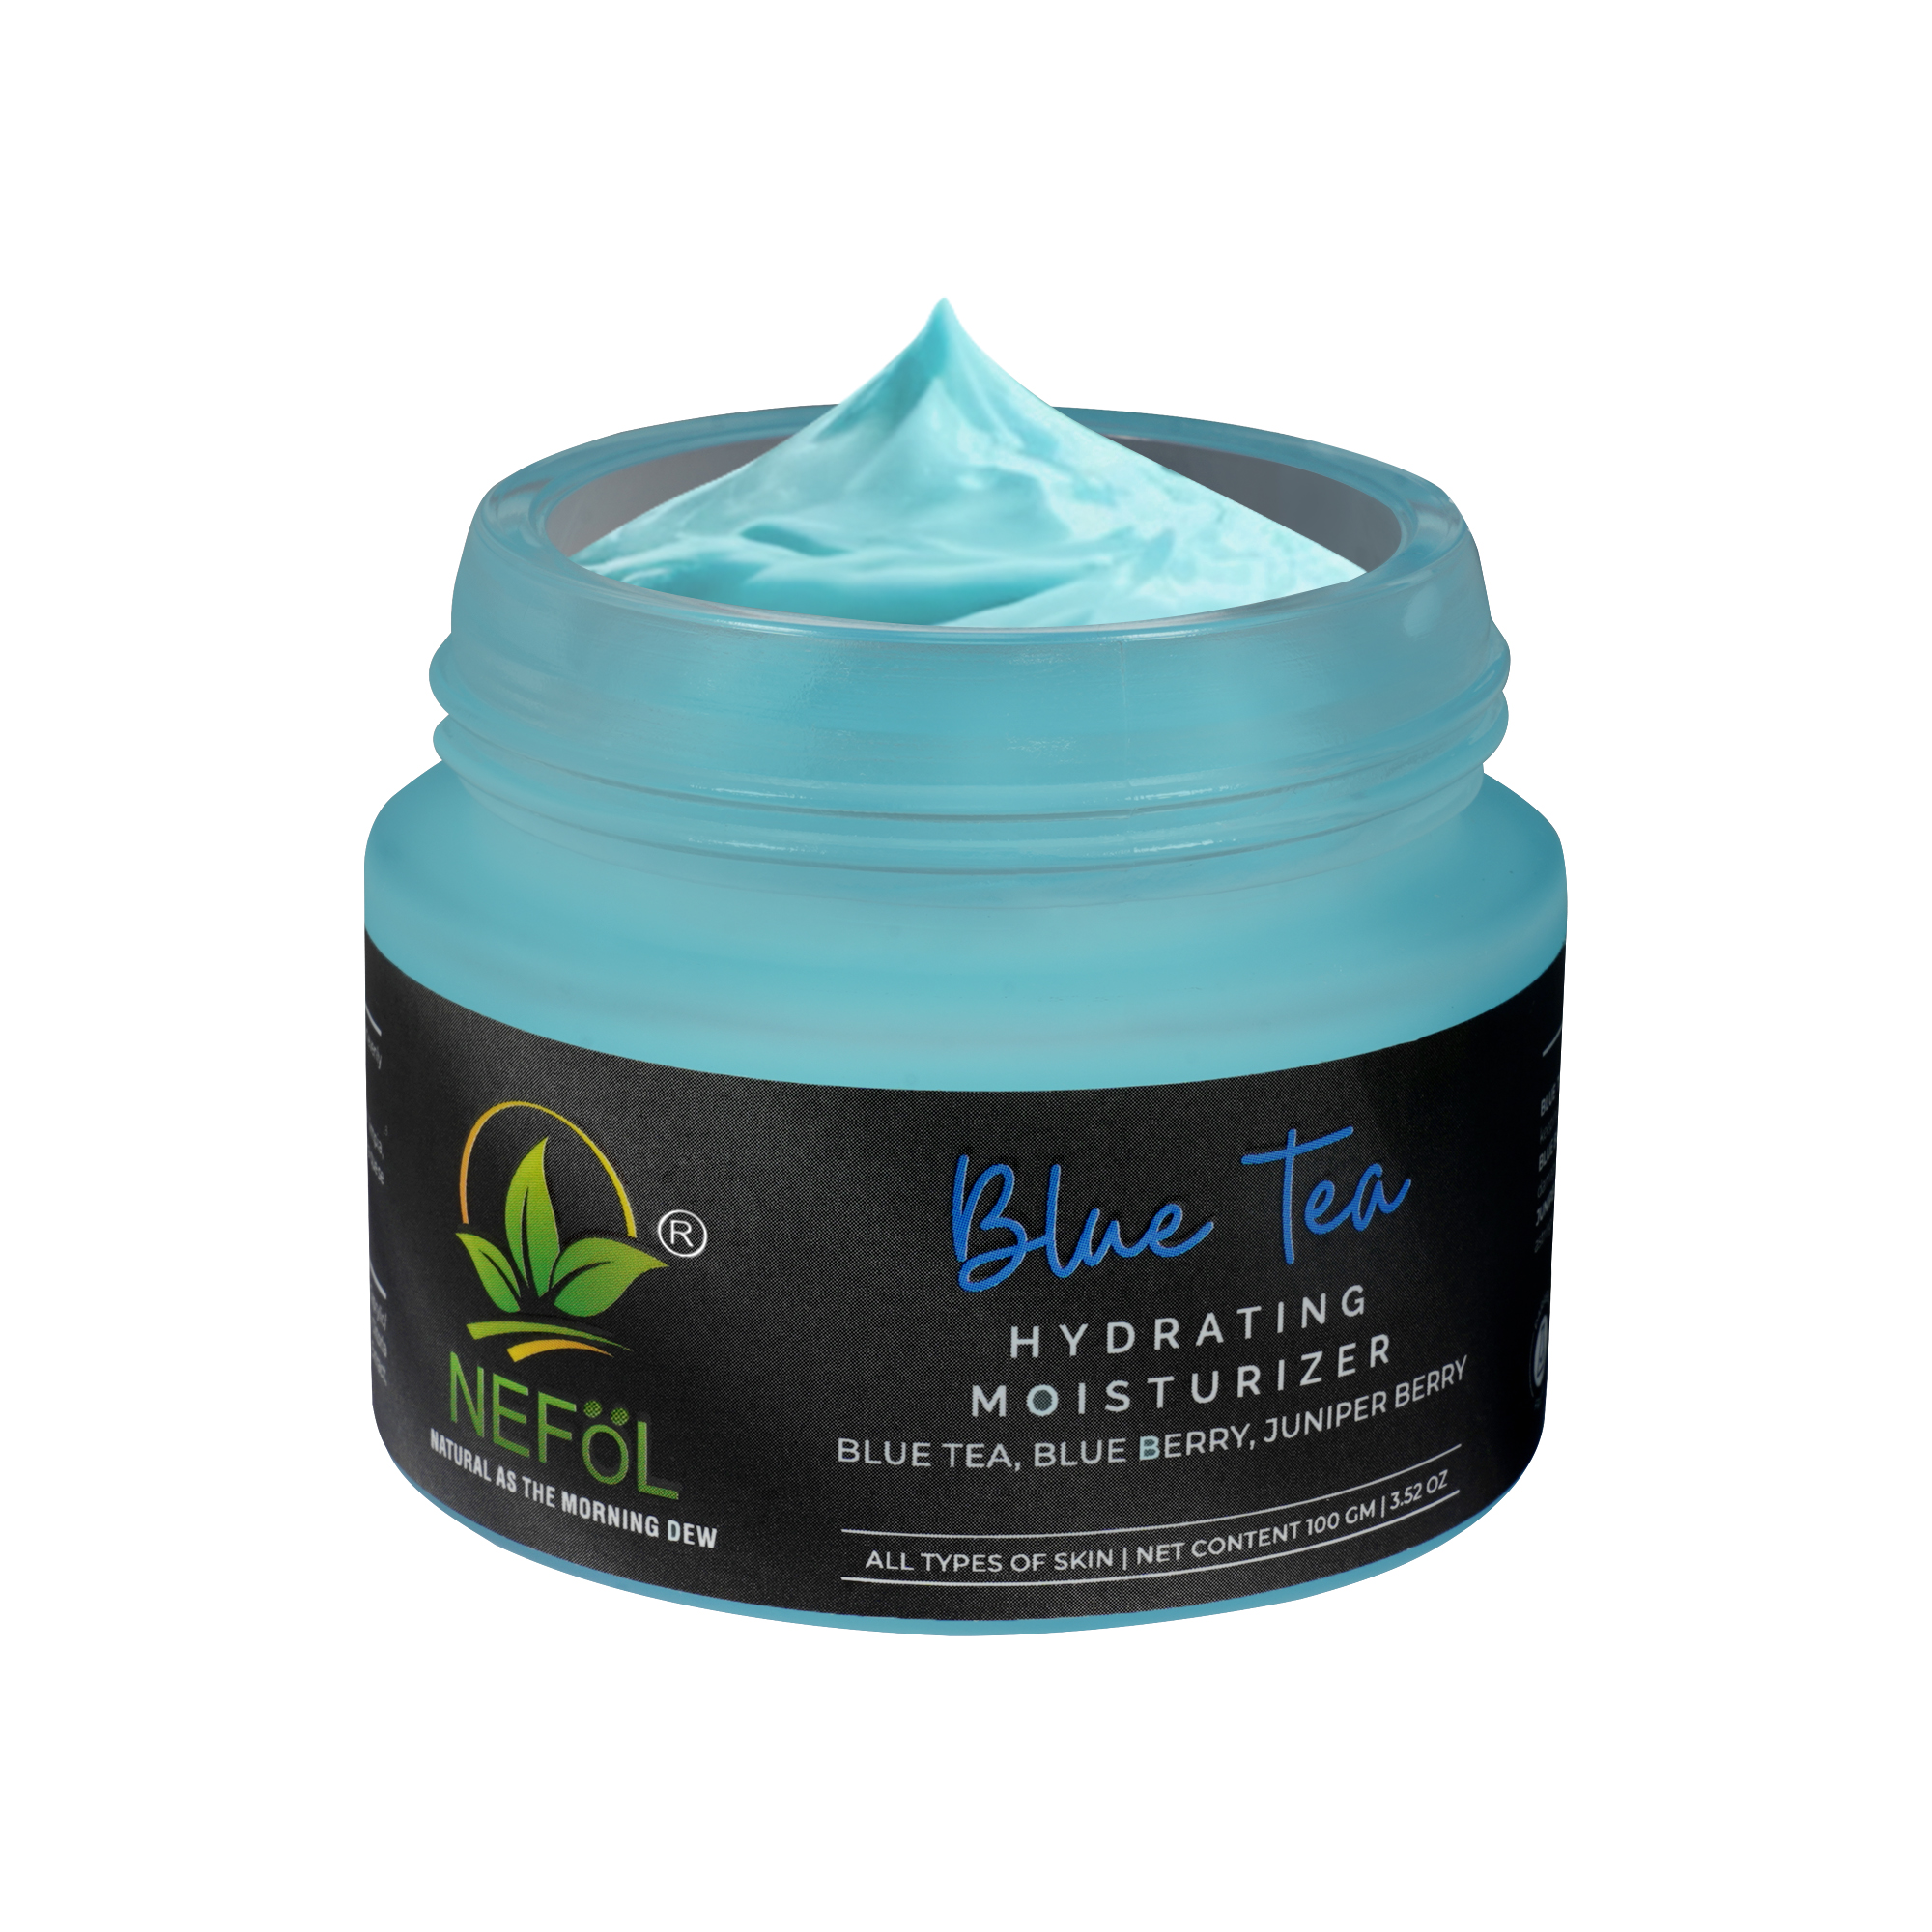 ®
NEFÖL
NATURAL AS THE MORNING DEW
Blue Tea
HYDRATING
MOISTURIZER
BLUE TEA, BLUE BERRY, JUNIPER BERRY
ALL TYPES OF SKIN | NET CONTENT 100 GM | 3.52 OZ
BLUE